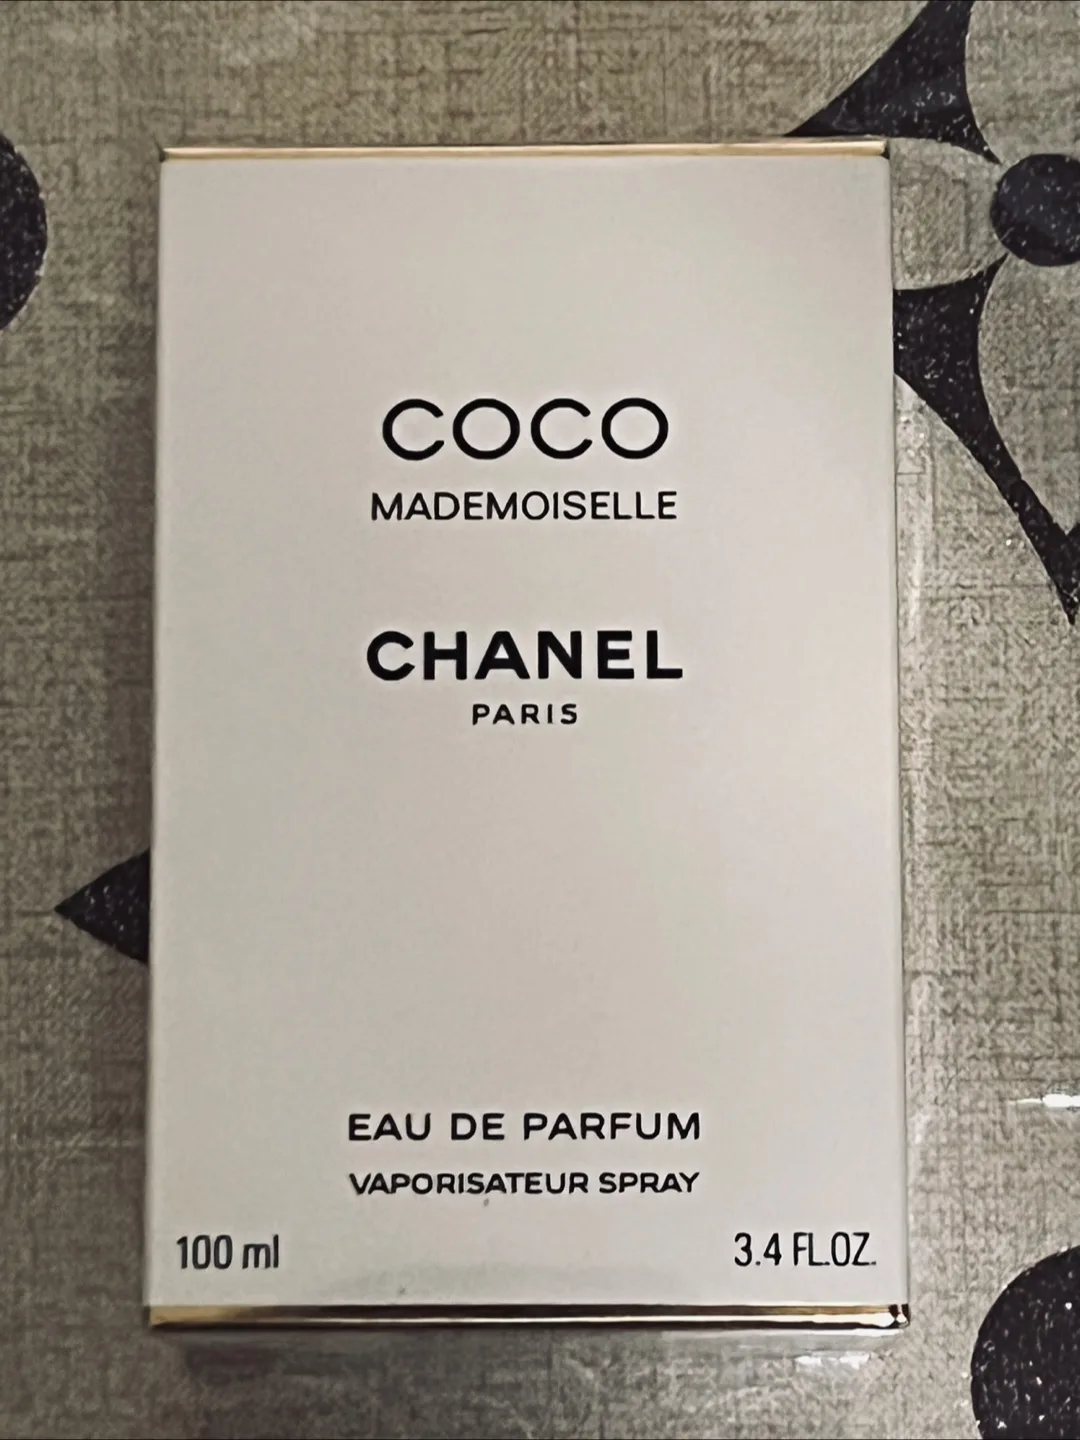 COCO
MADEMOISELLE
CHANEL
PARIS
EAU DE PARFUM
VAPORISATEUR SPRAY
100 ml 3.4 FL.OZ.